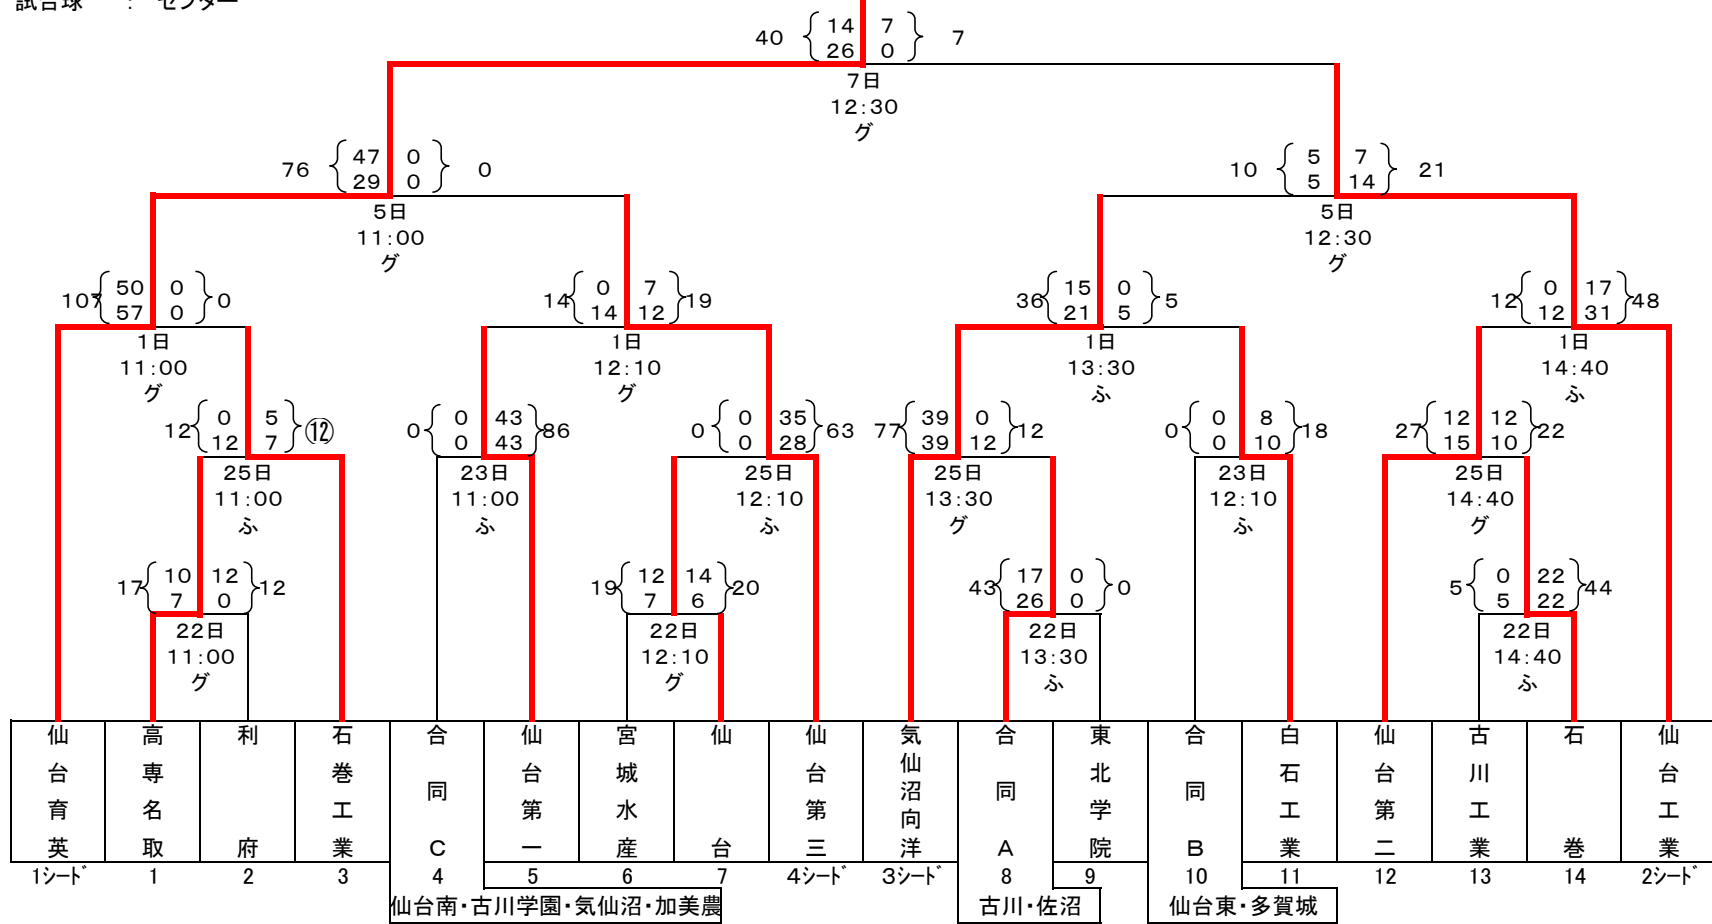 試合球 : センター
40 14 7 7
26 0
7日
12:30
グ
76 47 0 0
29 0
5日
11:00
グ
10 5 7 21
5 14
5日
12:30
グ
107 50 0 0
57 0
1日
11:00
グ
14 0 7 19
14 12
1日
12:10
グ
36 15 0 5
21 5
1日
13:30
ふ
12 0 17 48
12 31
1日
14:40
ふ
12 0 5 ⑫
12 7
25日
11:00
ふ
0 0 43 86
0 43
23日
11:00
ふ
0 0 35 63
0 28
25日
12:10
ふ
77 39 0 12
39 12
25日
13:30
グ
0 0 8 18
0 10
23日
12:10
ふ
27 12 12 22
15 10
25日
14:40
グ
17 10 12 12
7 0
22日
11:00
グ
19 12 14 20
7 6
22日
12:10
グ
43 17 0 0
26 0
22日
13:30
ふ
5 0 22 44
5 22
22日
14:40
ふ
仙台育英
高専名取
利府
石巻工業
合同C
仙台第一
宮城水産
仙台
仙台第三
気仙沼向洋
合同A
東北学院
合同B
白石工業
仙台第二
古川工業
石巻
仙台工業
1シード 1 2 3 4 5 6 7 4シード 3シード 8 9 10 11 12 13 14 2シード
仙台南・古川学園・気仙沼・加美農 古川・佐沼 仙台東・多賀城